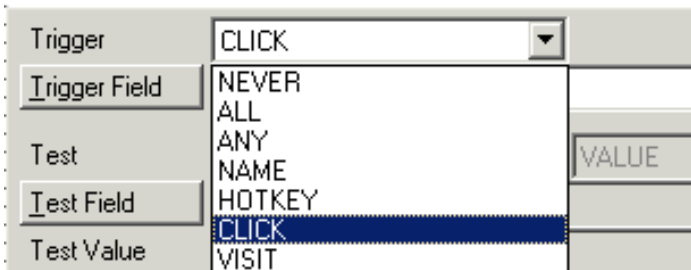 Trigger CLICK
Trigger Field NEVER
ALL
ANY
Test VALUE
NAME
Test Field HOTKEY
CLICK
Test Value VISIT